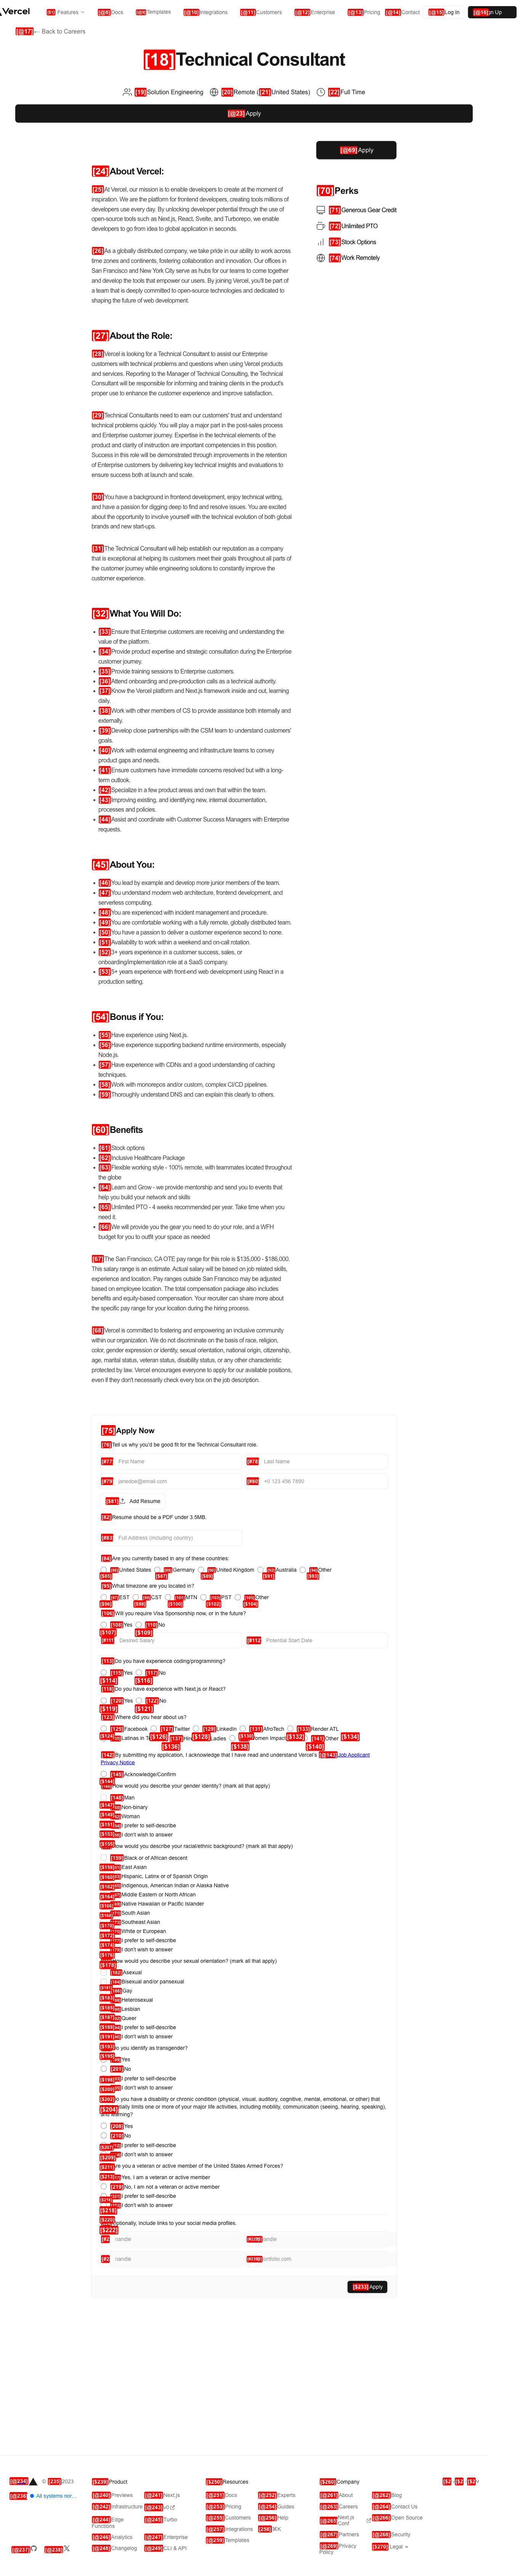 Vercel [$5] Features [@8]Docs [@9]Templates [@10]Integrations [@11]Customers [@12]Enterprise [@13]Pricing [@14]Contact [@15]Log In [@16]Sign Up
[@17]← Back to Careers
[18]Technical Consultant
[19]Solution Engineering [20]Remote ([21]United States) [22]Full Time
[@23]Apply
[@69]Apply
[24]About Vercel:
[25]At Vercel, our mission is to enable developers to create at the moment of
inspiration. We are the platform for frontend developers, creating tools millions of
developers use every day. By unlocking developer potential through the use of
open-source tools such as Next.js, React, Svelte, and Turborepo, we enable
developers to go from idea to global application in seconds.
[26]As a globally distributed company, we take pride in our ability to work across
time zones and continents, fostering collaboration and innovation. Our offices in
San Francisco and New York City serve as hubs for our teams to come together
and develop the tools that empower our users. By joining Vercel, you'll be part of
a team that is deeply committed to open-source technologies and dedicated to
shaping the future of web development.
[70]Perks
[71]Generous Gear Credit
[72]Unlimited PTO
[73]Stock Options
[74]Work Remotely
[27]About the Role:
[28]Vercel is looking for a Technical Consultant to assist our Enterprise
customers with technical problems and questions when using Vercel products
and services. Reporting to the Manager of Technical Consulting, the Technical
Consultant will be responsible for informing and training clients in the product's
proper use to enhance the customer experience and improve satisfaction.
[29]Technical Consultants need to earn our customers' trust and understand
technical problems quickly. You will play a major part in the post-sales process
and Enterprise customer journey. Expertise in the technical elements of the
product and clarity of instruction are important competencies in this position.
Success in this role will be demonstrated through improvements in the retention
of Enterprise customers by delivering key technical insights and evaluations to
ensure success both at launch and scale.
[30]You have a background in frontend development, enjoy technical writing,
and have a passion for digging deep to find and resolve issues. You are excited
about the opportunity to involve yourself with the technical evolution of both global
brands and new start-ups.
[31]The Technical Consultant will help establish our reputation as a company
that is exceptional at helping its customers meet their goals throughout all parts of
the customer journey while engineering solutions to constantly improve the
customer experience.
[32]What You Will Do:
[33]Ensure that Enterprise customers are receiving and understanding the
value of the platform.
[34]Provide product expertise and strategic consultation during the Enterprise
customer journey.
[35]Provide training sessions to Enterprise customers.
[36]Attend onboarding and pre-production calls as a technical authority.
[37]Know the Vercel platform and Next.js framework inside and out, learning
daily.
[38]Work with other members of CS to provide assistance both internally and
externally.
[39]Develop close partnerships with the CSM team to understand customers'
goals.
[40]Work with external engineering and infrastructure teams to convey
product gaps and needs.
[41]Ensure customers have immediate concerns resolved but with a long-
term outlook.
[42]Specialize in a few product areas and own that within the team.
[43]Improving existing, and identifying new, internal documentation,
processes and policies.
[44]Assist and coordinate with Customer Success Managers with Enterprise
requests.
[45]About You:
[46]You lead by example and develop more junior members of the team.
[47]You understand modern web architecture, frontend development, and
serverless computing.
[48]You are experienced with incident management and procedure.
[49]You are comfortable working with a fully remote, globally distributed team.
[50]You have a passion to deliver a customer experience second to none.
[51]Availability to work within a weekend and on-call rotation.
[52]3+ years experience in a customer success, sales, or
onboarding/implementation role at a SaaS company.
[53]5+ years experience with front-end web development using React in a
production setting.
[54]Bonus if You:
[55]Have experience using Next.js.
[56]Have experience supporting backend runtime environments, especially
Node.js.
[57]Have experience with CDNs and a good understanding of caching
techniques.
[58]Work with monorepos and/or custom, complex CI/CD pipelines.
[59]Thoroughly understand DNS and can explain this clearly to others.
[60]Benefits
[61]Stock options
[62]Inclusive Healthcare Package
[63]Flexible working style - 100% remote, with teammates located throughout
the globe
[64]Learn and Grow - we provide mentorship and send you to events that
help you build your network and skills
[65]Unlimited PTO - 4 weeks recommended per year. Take time when you
need it.
[66]We will provide you the gear you need to do your role, and a WFH
budget for you to outfit your space as needed
[67]The San Francisco, CA OTE pay range for this role is $135,000 - $186,000.
This salary range is an estimate. Actual salary will be based on job related skills,
experience and location. Pay ranges outside San Francisco may be adjusted
based on employee location. The total compensation package also includes
benefits and equity-based compensation. Your recruiter can share more about
the specific pay range for your location during the hiring process.
[68]Vercel is committed to fostering and empowering an inclusive community
within our organization. We do not discriminate on the basis of race, religion,
color, gender expression or identity, sexual orientation, national origin, citizenship,
age, marital status, veteran status, disability status, or any other characteristic
protected by law. Vercel encourages everyone to apply for our available positions,
even if they don't necessarily check every box on the job description.
[75]Apply Now
[76]Tell us why you'd be good fit for the Technical Consultant role.
[#77] First Name [#78] Last Name
[#79] janedoe@email.com [#80] +0 123 456 7890
[$81] Add Resume
[82]Resume should be a PDF under 3.5MB.
[#83] Full Address (including country)
[84]Are you currently based in any of these countries:
United States Germany United Kingdom Australia Other
[$85] [$87] [$89] [$91] [$93]
[95]What timezone are you located in?
EST CST MTN PST Other
[$96] [$98] [$100] [$102] [$104]
[106]Will you require Visa Sponsorship now, or in the future?
[108]Yes [110]No
[$107] [$109]
[#111] Desired Salary [#112] Potential Start Date
[113]Do you have experience coding/programming?
[115]Yes [117]No
[$114] [$116]
[118]Do you have experience with Next.js or React?
[120]Yes [122]No
[$119] [$121]
[123]Where did you hear about us?
[125]Facebook [127]Twitter [129]LinkedIn [131]AfroTech [133]Render ATL
[$124] Latinas in T [$126] [137]Hi [$128] Ladies [$130] omen Impact [$132] [141]Other [$134]
[$136] [$138] [$140]
[142]By submitting my application, I acknowledge that I have read and understand Vercel's [@143]Job Applicant
Privacy Notice
[145]Acknowledge/Confirm
[$144]
How would you describe your gender identity? (mark all that apply)
[148]Man
[$147] Non-binary
[$149] Woman
[$151] I prefer to self-describe
[$153] I don't wish to answer
[$155] How would you describe your racial/ethnic background? (mark all that apply)
[159]Black or of African descent
[$158] East Asian
[$160] Hispanic, Latinx or of Spanish Origin
[$162] Indigenous, American Indian or Alaska Native
[$164] Middle Eastern or North African
[$166] Native Hawaiian or Pacific Islander
[$168] South Asian
[$170] Southeast Asian
[$172] White or European
[$174] I prefer to self-describe
[$176] I don't wish to answer
[$178] How would you describe your sexual orientation? (mark all that apply)
[182]Asexual
[$181] Bisexual and/or pansexual
[$183] Gay
[$185] Heterosexual
[$187] Lesbian
[$189] Queer
I prefer to self-describe
[$191] I don't wish to answer
[$193] Do you identify as transgender?
[$195] Yes
[201]No
[$198] I prefer to self-describe
[$200] I don't wish to answer
[$202] Do you have a disability or chronic condition (physical, visual, auditory, cognitive, mental, emotional, or other) that
[$204] substantially limits one or more of your major life activities, including mobility, communication (seeing, hearing, speaking),
and learning?
[208]Yes
[210]No
[$207] I prefer to self-describe
[$209] I don't wish to answer
[$211] Are you a veteran or active member of the United States Armed Forces?
[$213] Yes, I am a veteran or active member
[219]No, I am not a veteran or active member
[$216] I prefer to self-describe
[$218] I don't wish to answer
[$220]
[$222] Optionally, include links to your social media profiles.
handle handle
handle portfolio.com
[$233]Apply
[@234] © [235]2023 [$239]Product [$250]Resources [$260]Company
[@236] All systems nor... [@240]Previews [@241]Next.js [@251]Docs [@252]Experts [@261]About [@262]Blog
[@242]Infrastructure [@243]v0 [@253]Pricing [@254]Guides [@263]Careers [@264]Contact Us
[@244]Edge Functions [@245]Turbo [@255]Customers [@256]Help [@265]Next.js Conf [@266]Open Source
[@246]Analytics [@247]Enterprise [@257]Integrations [258]⌘K [@267]Partners [@268]Security
[@237] [@238] [@248]Changelog [@249]CLI & API [@259]Templates [@269]Privacy Policy [$270]Legal